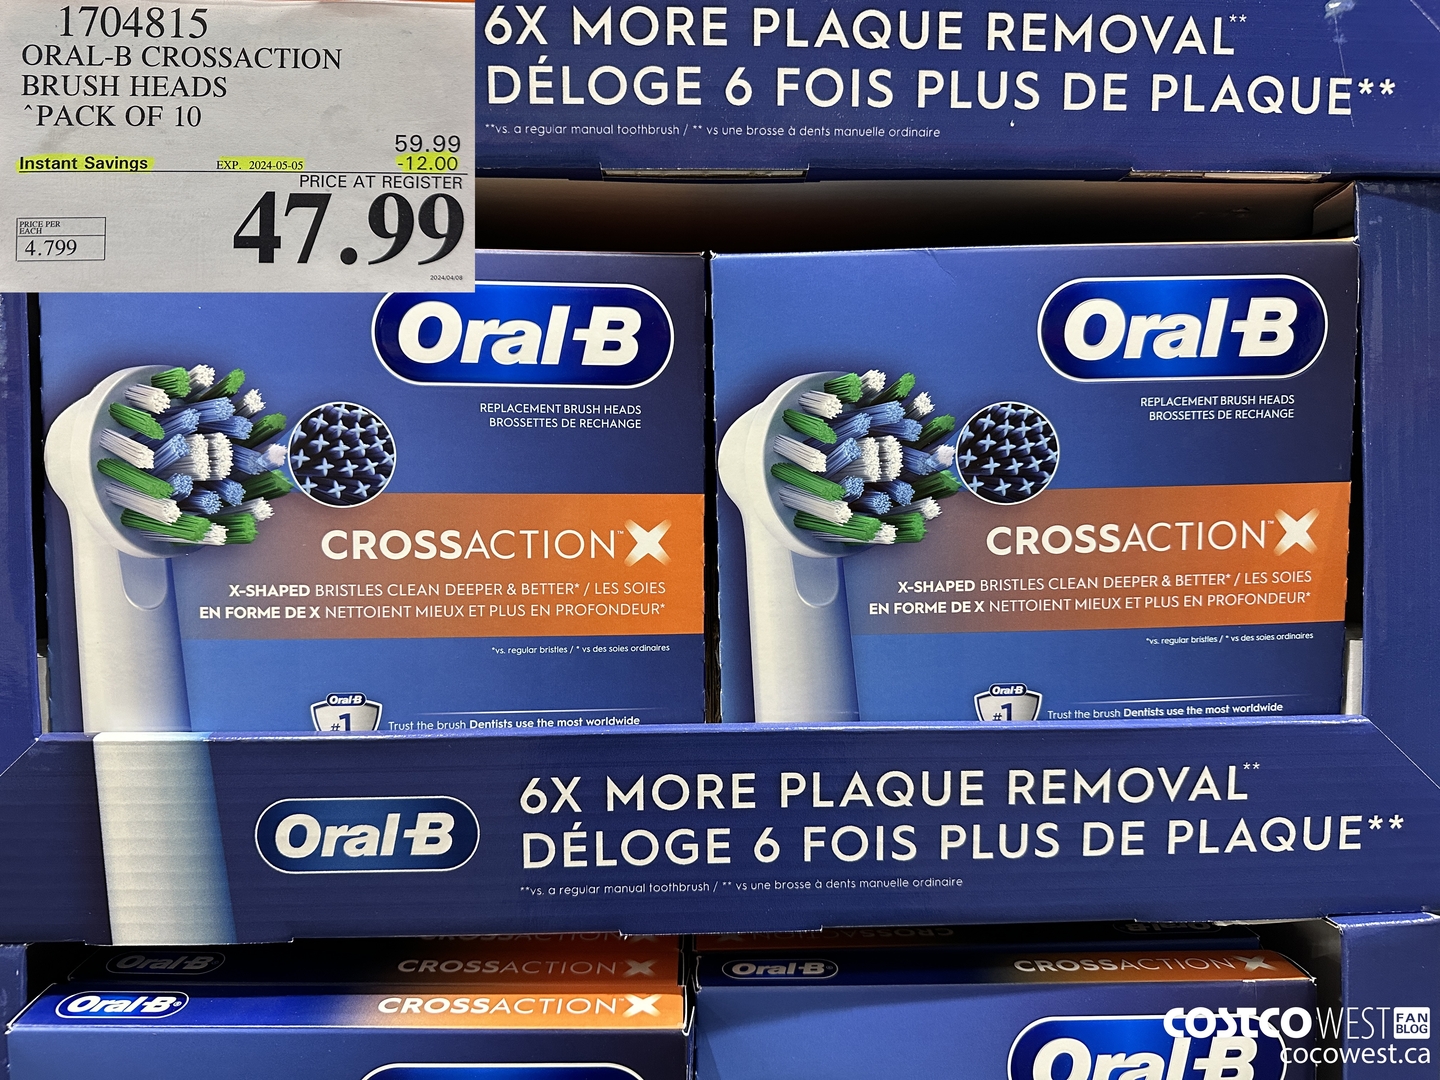 1704815
ORAL-B CROSSACTION
BRUSH HEADS
^PACK OF 10
59.99
Instant Savings EXP. 2024-05-05 -12.00
PRICE AT REGISTER
47.99
PRICE PER
EACH
4.799
2024/04/08
6X MORE PLAQUE REMOVAL**
DÉLOGE 6 FOIS PLUS DE PLAQUE**
**vs. a regular manual toothbrush / ** vs une brosse à dents manuelle ordinaire
Oral-B
REPLACEMENT BRUSH HEADS
BROSSETTES DE RECHANGE
CROSSACTION™X
X-SHAPED BRISTLES CLEAN DEEPER & BETTER* / LES SOIES
EN FORME DE X NETTOIENT MIEUX ET PLUS EN PROFONDEUR*
*vs. regular bristles / * vs des soies ordinaires
Oral-B
#1
Trust the brush Dentists use the most worldwide
Oral-B
REPLACEMENT BRUSH HEADS
BROSSETTES DE RECHANGE
CROSSACTION™X
X-SHAPED BRISTLES CLEAN DEEPER & BETTER* / LES SOIES
EN FORME DE X NETTOIENT MIEUX ET PLUS EN PROFONDEUR*
*vs. regular bristles / * vs des soies ordinaires
Oral-B
#1
Trust the brush Dentists use the most worldwide
Oral-B
6X MORE PLAQUE REMOVAL**
DÉLOGE 6 FOIS PLUS DE PLAQUE**
**vs. a regular manual toothbrush / ** vs une brosse à dents manuelle ordinaire
Oral-B CROSSACTION X
Oral-B® CROSSACTION X
Oral-B CROSSACTION X
Oral-B
COSTCO WEST FAN BLOG
cocowest.ca